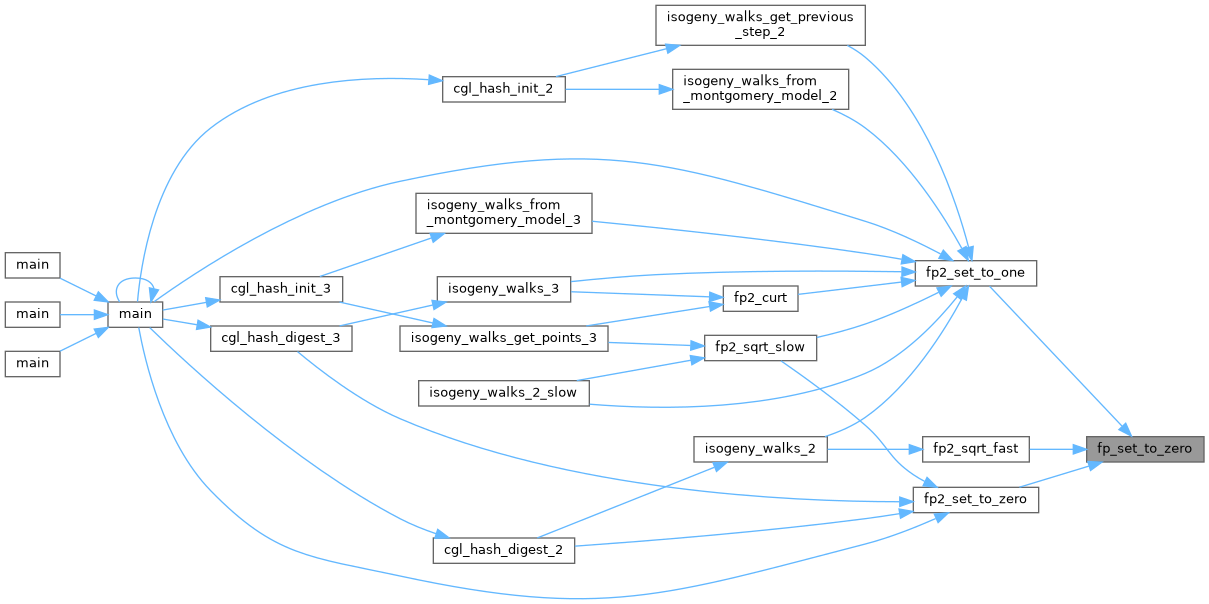 isogeny_walks_get_previous
_step_2
isogeny_walks_from
_montgomery_model_2
cgl_hash_init_2
isogeny_walks_from
_montgomery_model_3
main
main
main
main
cgl_hash_init_3
cgl_hash_digest_3
isogeny_walks_3
isogeny_walks_get_points_3
isogeny_walks_2_slow
fp2_set_to_one
fp2_curt
fp2_sqrt_slow
isogeny_walks_2
fp2_sqrt_fast
fp_set_to_zero
fp2_set_to_zero
cgl_hash_digest_2